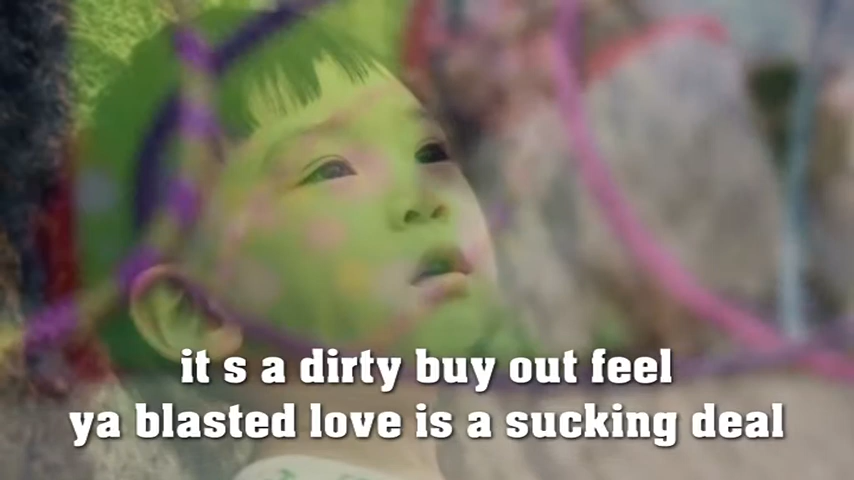 it s a dirty buy out feel
ya blasted love is a sucking deal